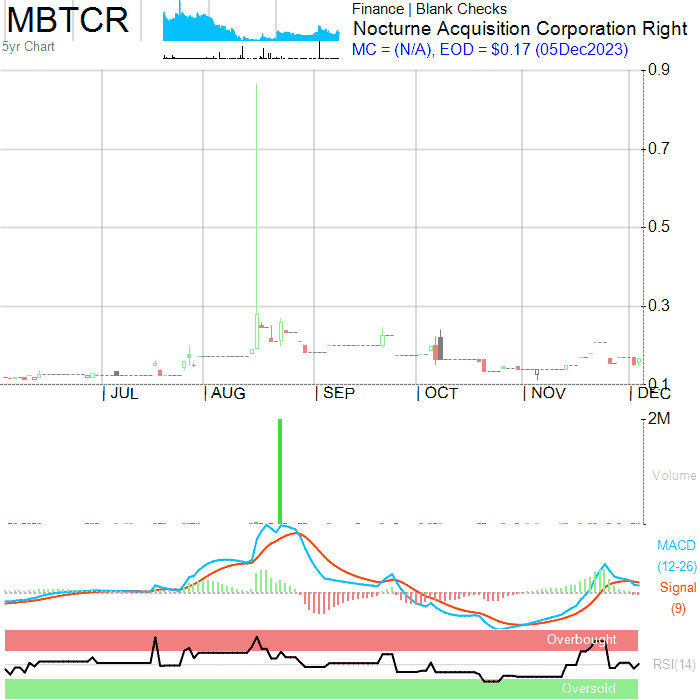 MBTCR
5yr Chart
Finance | Blank Checks
Nocturne Acquisition Corporation Right
MC = (N/A), EOD = $0.17 (05Dec2023)
0.9
0.7
0.5
0.3
0.1
JUL AUG SEP OCT NOV DEC
2M
Volume
MACD
(12-26)
Signal
(9)
Overbought
RSI(14)
Oversold